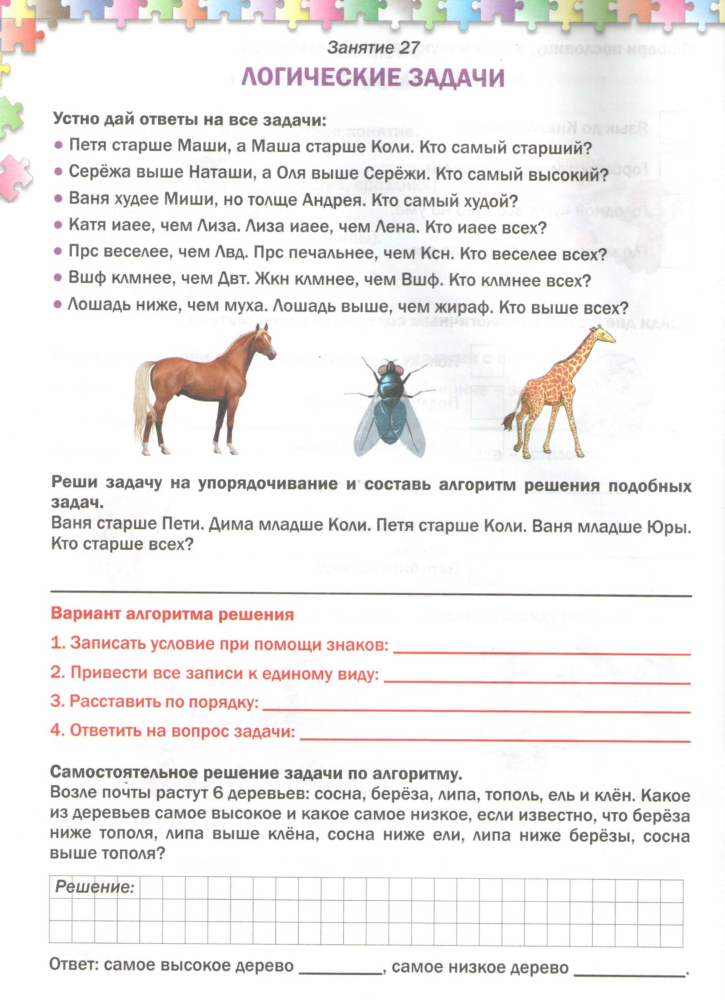 Занятие 27
ЛОГИЧЕСКИЕ ЗАДАЧИ
Устно дай ответы на все задачи:
• Петя старше Маши, а Маша старше Коли. Кто самый старший?
• Серёжа выше Наташи, а Оля выше Серёжи. Кто самый высокий?
• Ваня худее Миши, но толще Андрея. Кто самый худой?
• Катя иаее, чем Лиза. Лиза иаее, чем Лена. Кто иаее всех?
• Прс веселее, чем Лвд. Прс печальнее, чем Ксн. Кто веселее всех?
• Вшф клмнее, чем Двт. Жкн клмнее, чем Вшф. Кто клмнее всех?
• Лошадь ниже, чем муха. Лошадь выше, чем жираф. Кто выше всех?
Реши задачу на упорядочивание и составь алгоритм решения подобных
задач.
Ваня старше Пети. Дима младше Коли. Петя старше Коли. Ваня младше Юры.
Кто старше всех?
Вариант алгоритма решения
1. Записать условие при помощи знаков:
2. Привести все записи к единому виду:
3. Расставить по порядку:
4. Ответить на вопрос задачи:
Самостоятельное решение задачи по алгоритму.
Возле почты растут 6 деревьев: сосна, берёза, липа, тополь, ель и клён. Какое
из деревьев самое высокое и какое самое низкое, если известно, что берёза
ниже тополя, липа выше клёна, сосна ниже ели, липа ниже берёзы, сосна
выше тополя?
Решение:
Ответ: самое высокое дерево ________, самое низкое дерево ________.